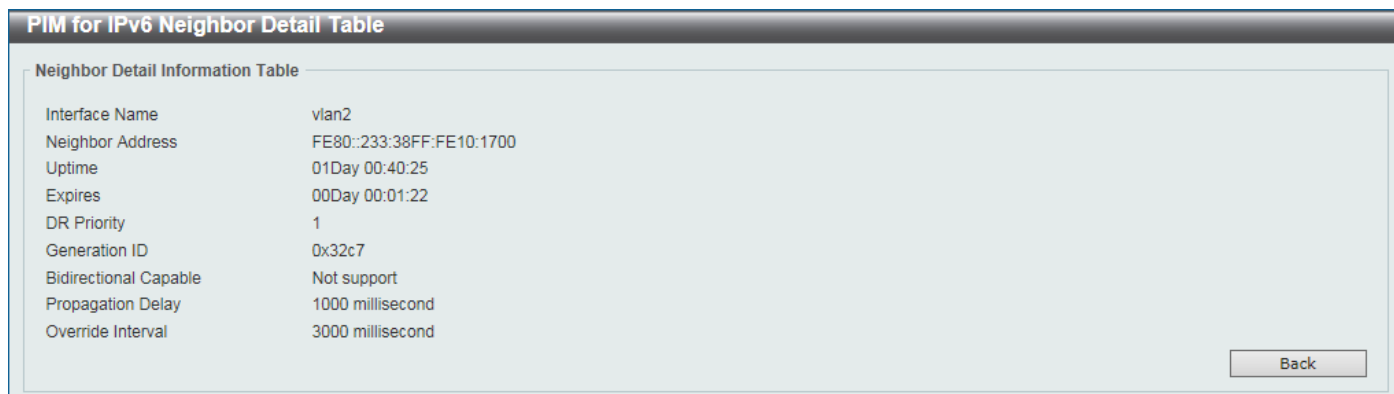 PIM for IPv6 Neighbor Detail Table
Neighbor Detail Information Table
Interface Name vlan2
Neighbor Address FE80::233:38FF:FE10:1700
Uptime 01Day 00:40:25
Expires 00Day 00:01:22
DR Priority 1
Generation ID 0x32c7
Bidirectional Capable Not support
Propagation Delay 1000 millisecond
Override Interval 3000 millisecond
Back